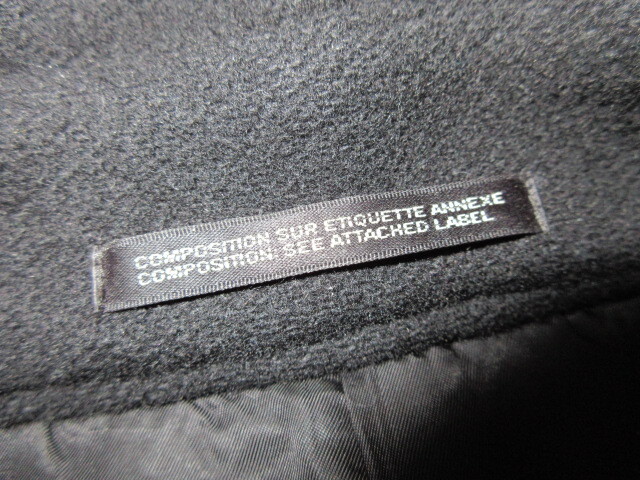 COMPOSITION SUR ETIQUETTE ANNEXE
COMPOSITION: SEE ATTACHED LABEL